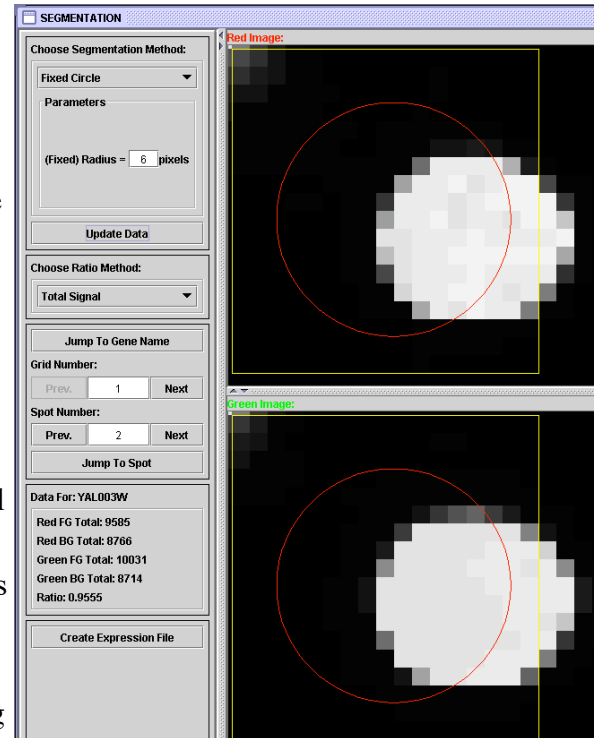 SEGMENTATION
Choose Segmentation Method:
Fixed Circle
Parameters
(Fixed) Radius = 6 pixels
Update Data
Choose Ratio Method:
Total Signal
Jump To Gene Name
Grid Number:
Prev. 1 Next
Spot Number:
Prev. 2 Next
Jump To Spot
Data For: YAL003W
Red FG Total: 9585
Red BG Total: 8766
Green FG Total: 10031
Green BG Total: 8714
Ratio: 0.9555
Create Expression File
Red Image:
Green Image: